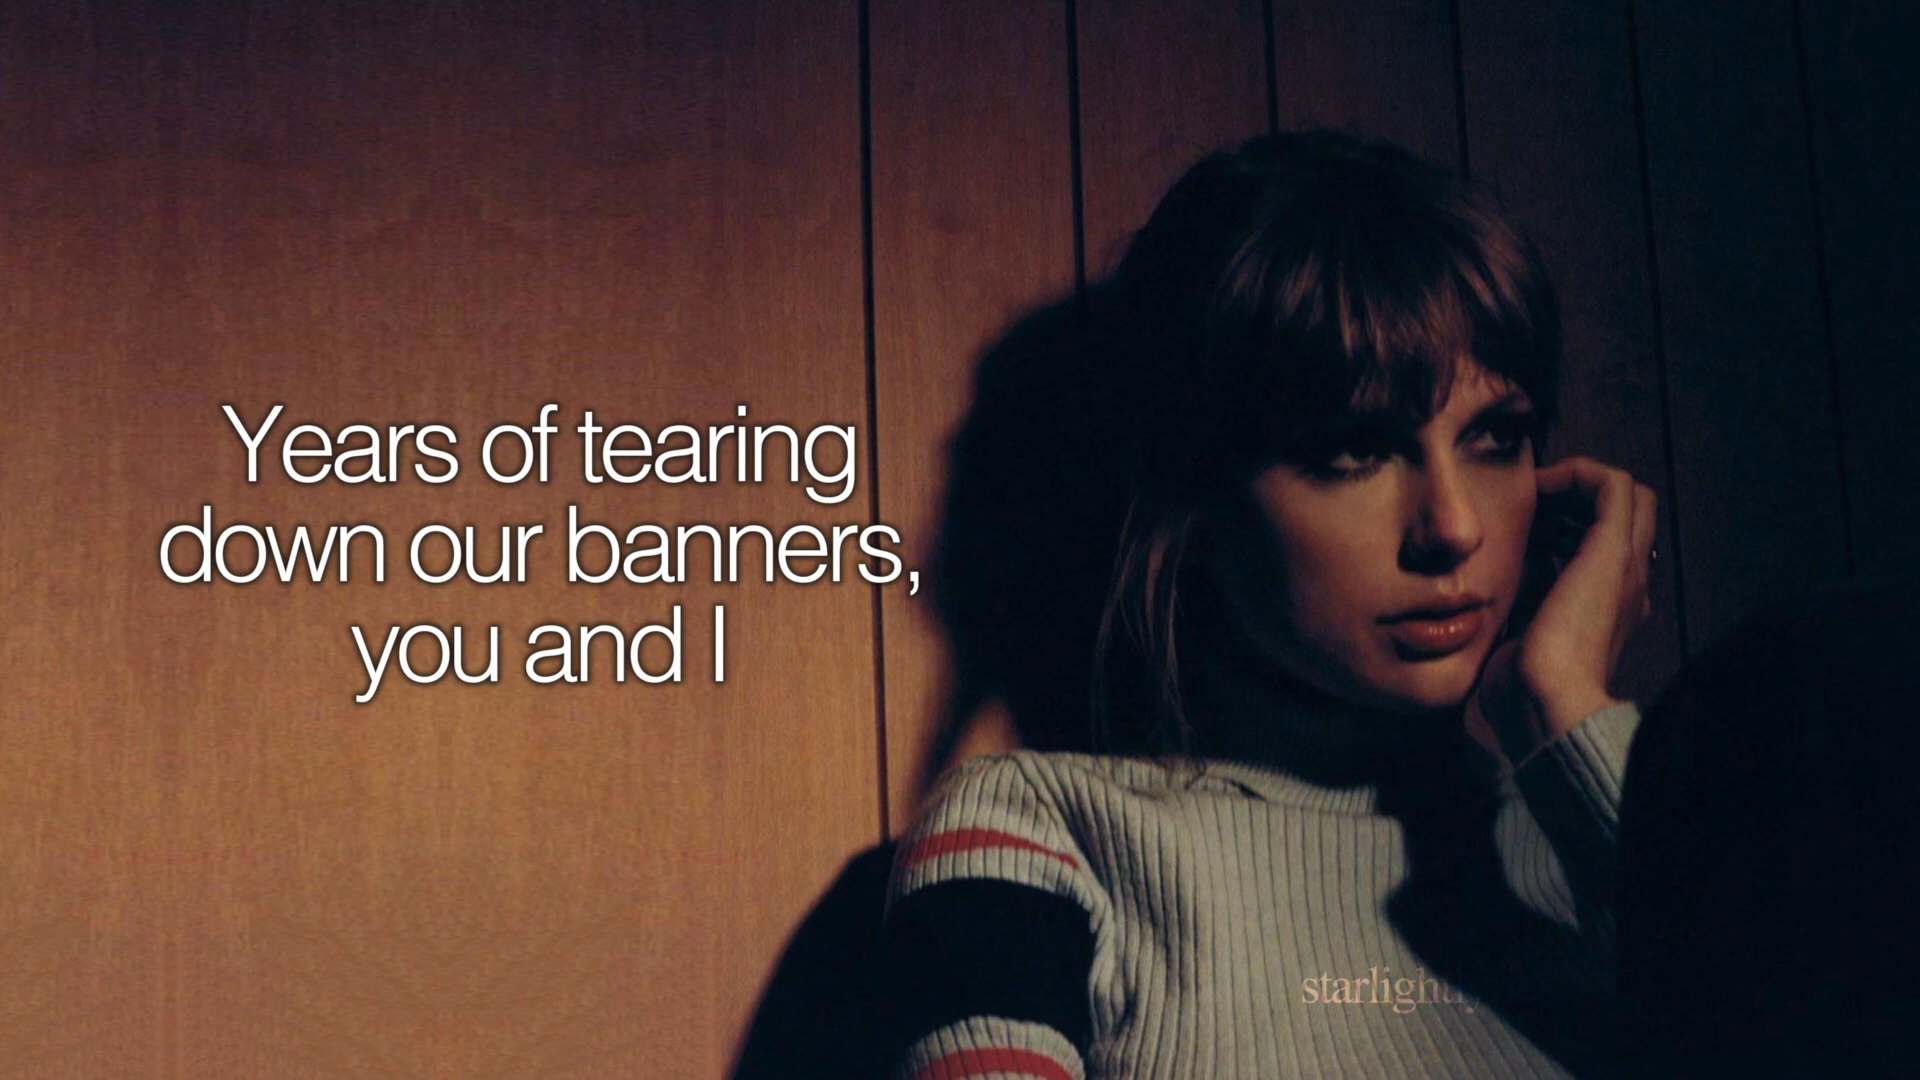 Years of tearing
down our banners,
you and I